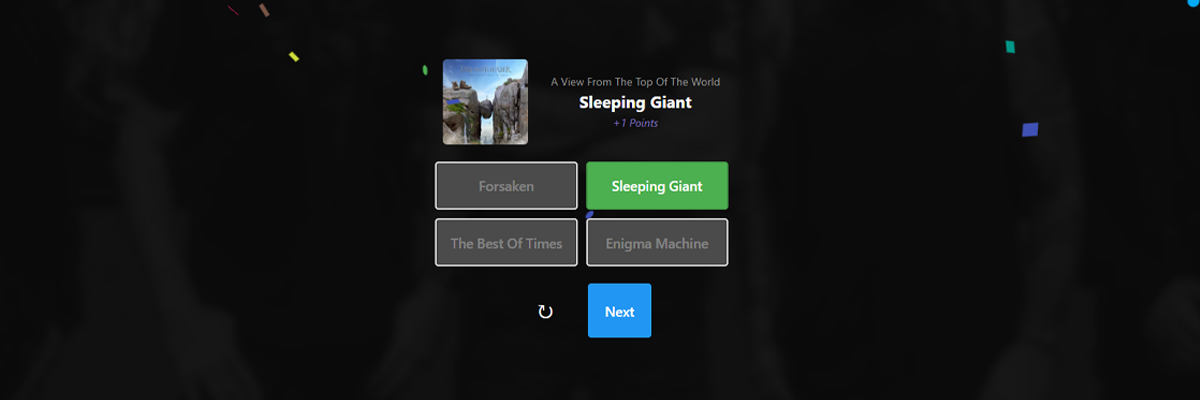 A View From The Top Of The World
Sleeping Giant
+1 Points
Forsaken
Sleeping Giant
The Best Of Times
Enigma Machine
↻
Next